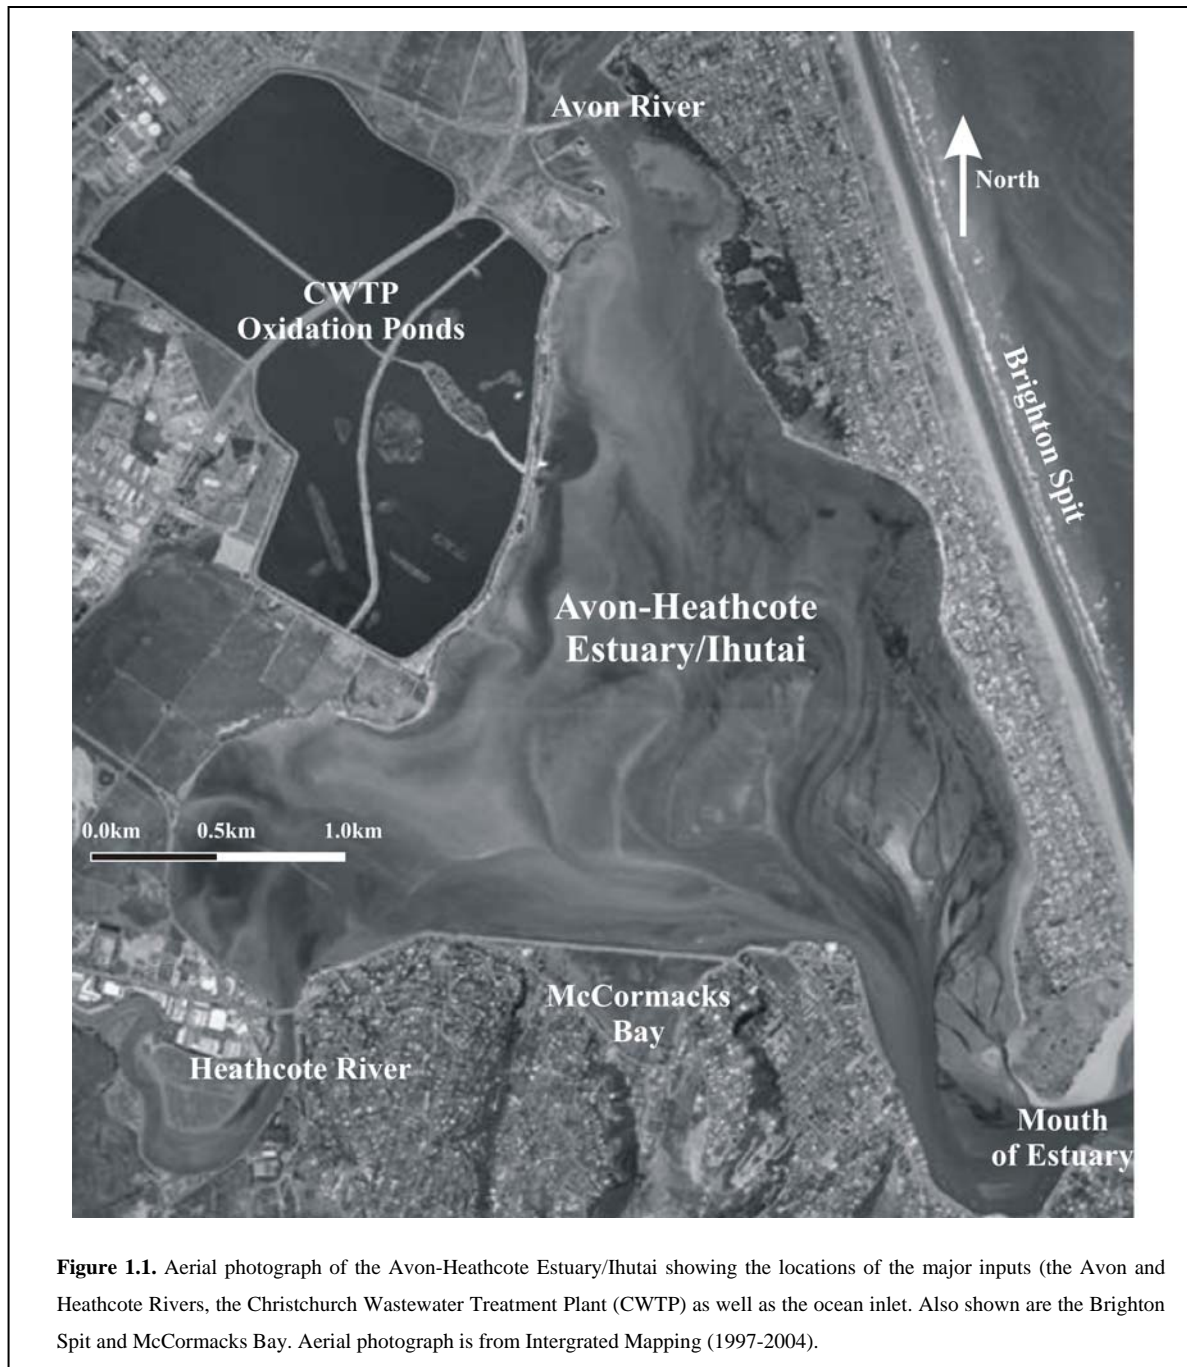 Avon River
North
CWTP
Oxidation Ponds
Brighton Spit
Avon-Heathcote
Estuary/Ihutai
0.0km 0.5km 1.0km
McCormacks
Bay
Heathcote River
Mouth
of Estuary
Figure 1.1. Aerial photograph of the Avon-Heathcote Estuary/Ihutai showing the locations of the major inputs (the Avon and
Heathcote Rivers, the Christchurch Wastewater Treatment Plant (CWTP) as well as the ocean inlet. Also shown are the Brighton
Spit and McCormacks Bay. Aerial photograph is from Intergrated Mapping (1997-2004).